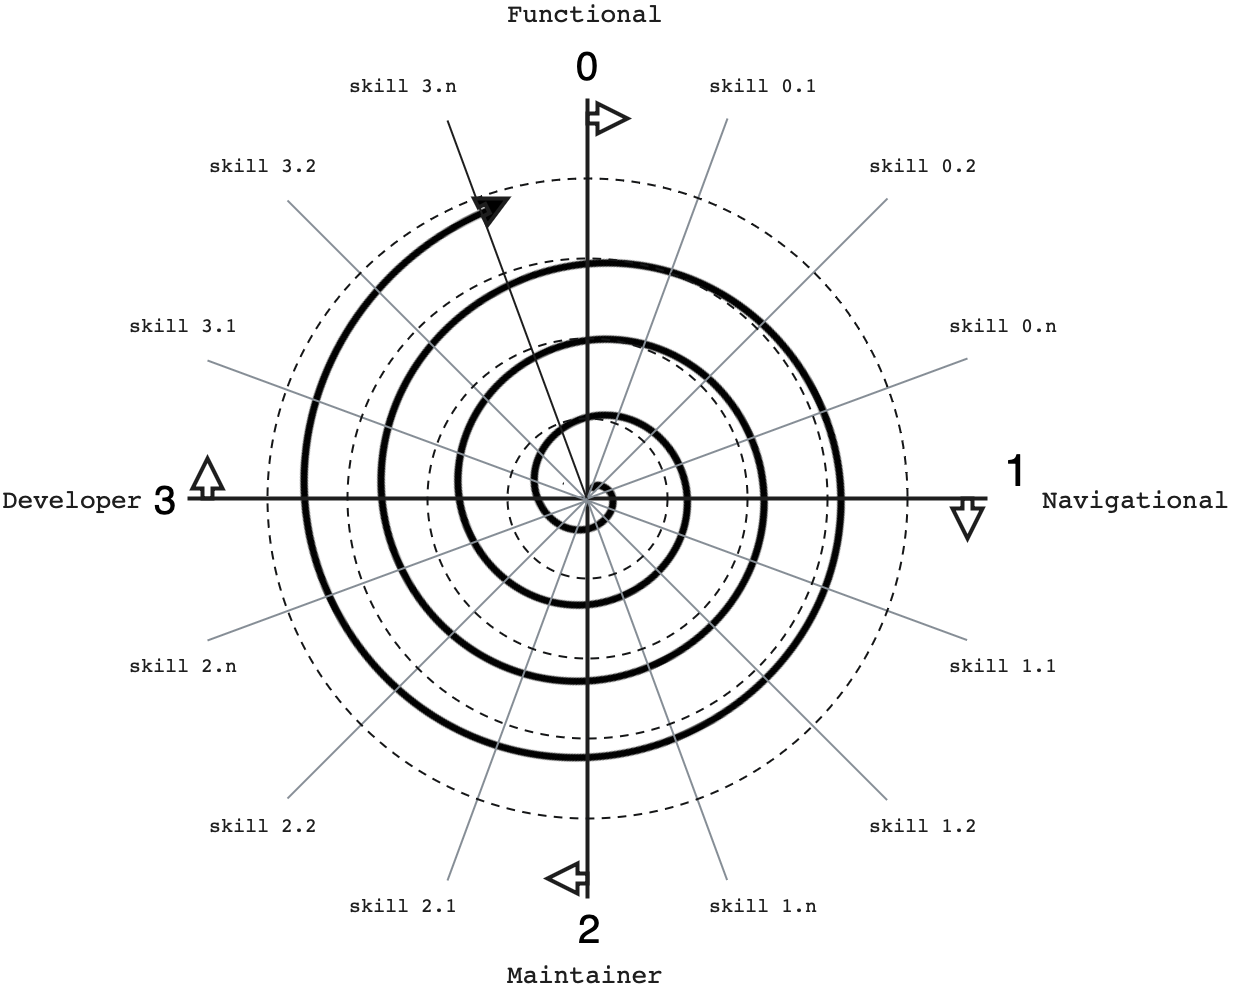 Functional
0
skill 3.n
skill 0.1
skill 3.2
skill 0.2
skill 3.1
skill 0.n
Developer 3
1
Navigational
skill 2.n
skill 1.1
skill 2.2
skill 1.2
skill 2.1
skill 1.n
2
Maintainer